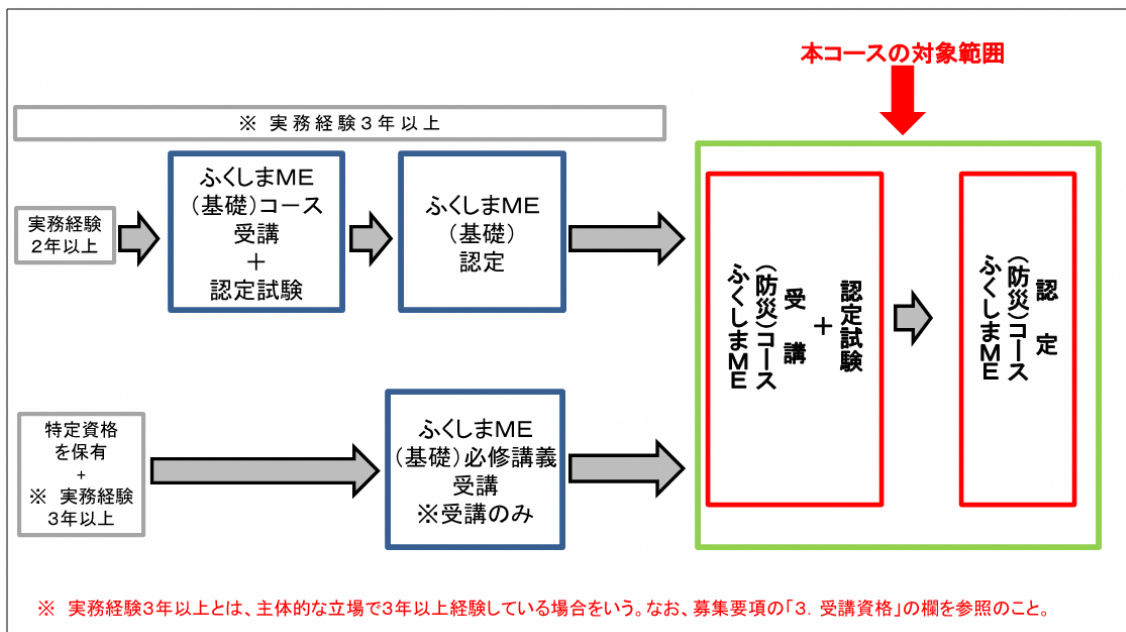 本コースの対象範囲
※ 実務経験3年以上
実務経験
2年以上
ふくしまME
(基礎)コース
受講
+
認定試験
ふくしまME
(基礎)
認定
特定資格
を保有
+
※ 実務経験
3年以上
ふくしまME
(基礎)必修講義
受講
※受講のみ
ふくしまME
(防災)コース
受講
+
認定試験
ふくしまME
(防災)コース
認定
※ 実務経験3年以上とは、主体的な立場で3年以上経験している場合をいう。なお、募集要項の「3. 受講資格」の欄を参照のこと。